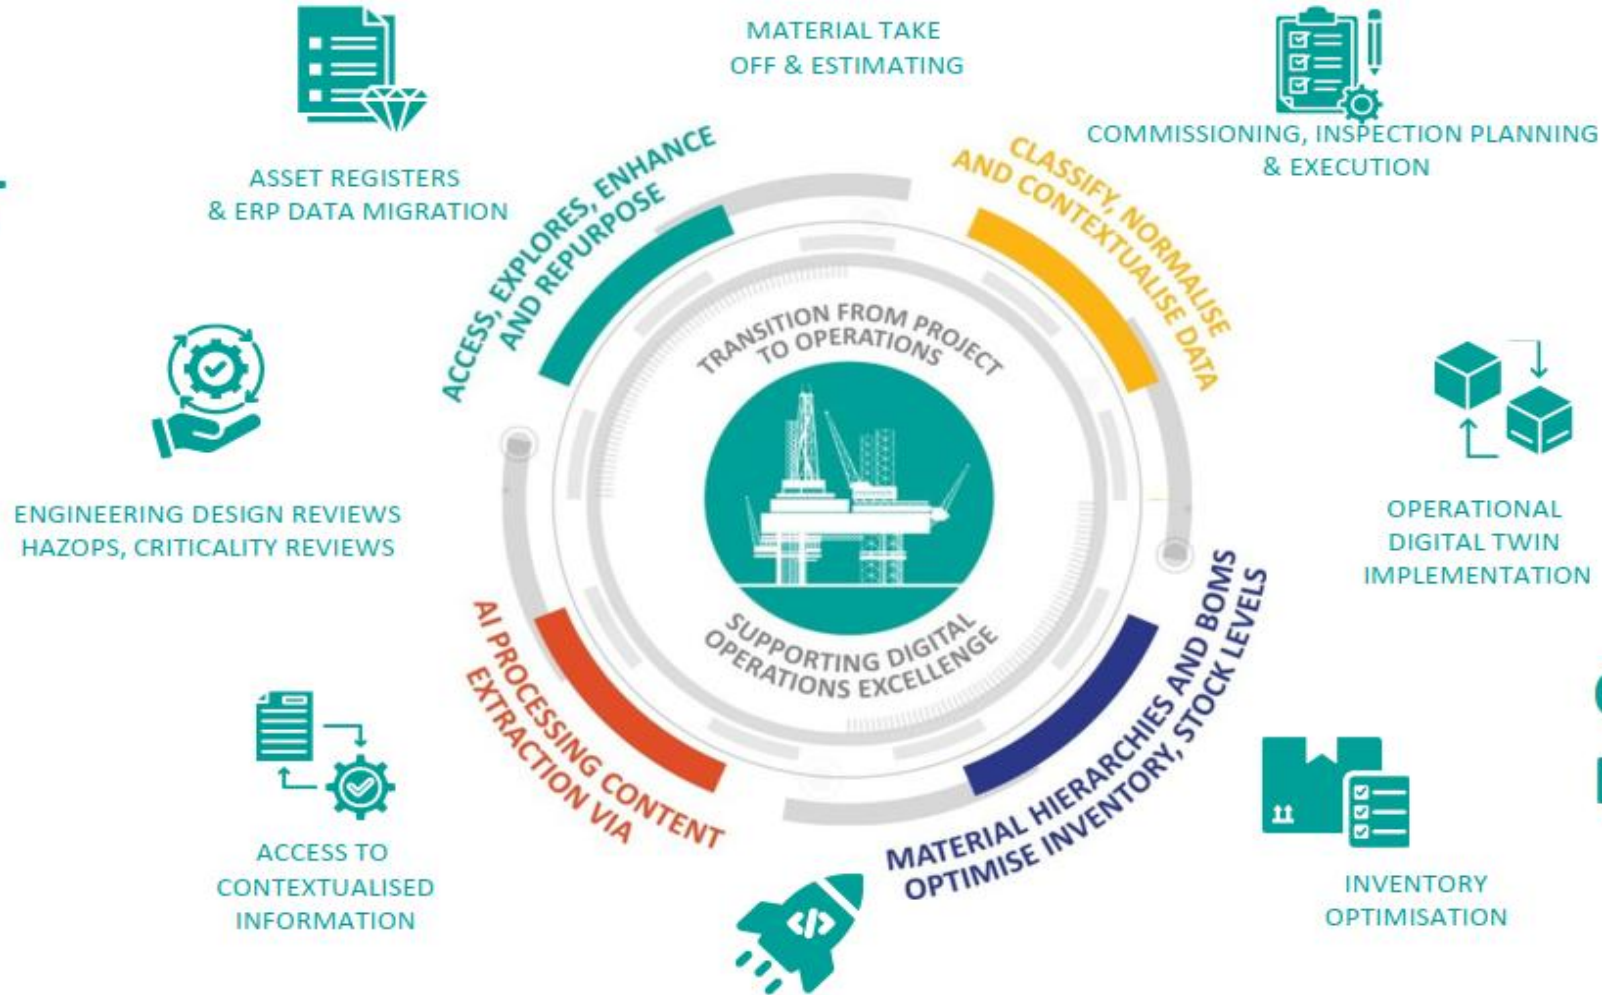 MATERIAL TAKE
OFF & ESTIMATING
COMMISSIONING, INSPECTION PLANNING
& EXECUTION
ASSET REGISTERS
& ERP DATA MIGRATION
ACCESS, EXPLORES, ENHANCE
AND REPURPOSE
CLASSIFY, NORMALISE
AND CONTEXTUALISE DATA
TRANSITION FROM PROJECT
TO OPERATIONS
ENGINEERING DESIGN REVIEWS
HAZOPS, CRITICALITY REVIEWS
OPERATIONAL
DIGITAL TWIN
IMPLEMENTATION
SUPPORTING DIGITAL
OPERATIONS EXCELLENGE
AI PROCESSING CONTENT
EXTRACTION VIA
MATERIAL HIERARCHIES AND BOMS
OPTIMISE INVENTORY, STOCK LEVELS
ACCESS TO
CONTEXTUALISED
INFORMATION
INVENTORY
OPTIMISATION